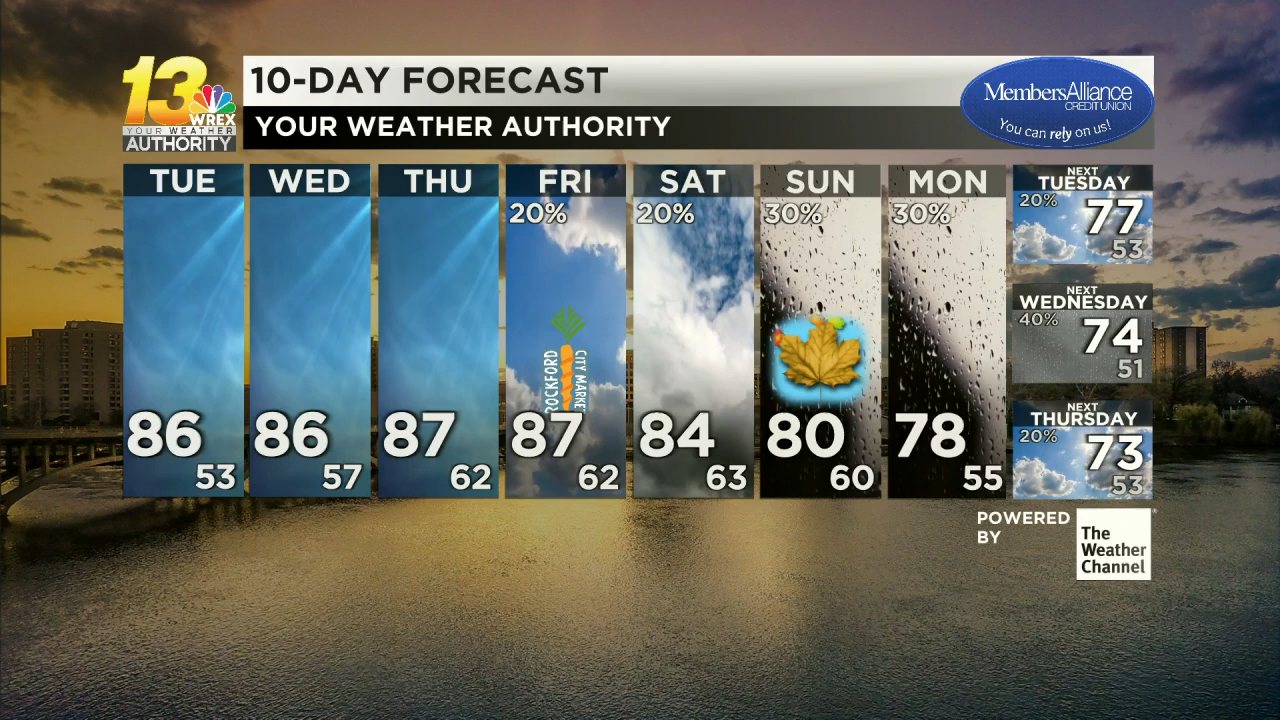 13
WREX
YOUR WEATHER
AUTHORITY
10-DAY FORECAST
YOUR WEATHER AUTHORITY
MembersAlliance
CREDIT UNION
You can rely on us!
TUE
86
53
WED
86
57
THU
87
62
FRI
20%
ROCKFORD
CITY MARKE
87
62
SAT
20%
84
63
SUN
30%
80
60
MON
30%
78
55
NEXT
TUESDAY
20%
77
53
NEXT
WEDNESDAY
40%
74
51
NEXT
THURSDAY
20%
73
53
POWERED
BY
The
Weather
Channel